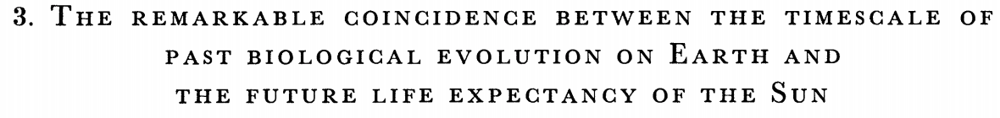 3. The remarkable coincidence between the timescale of
past biological evolution on Earth and
the future life expectancy of the Sun